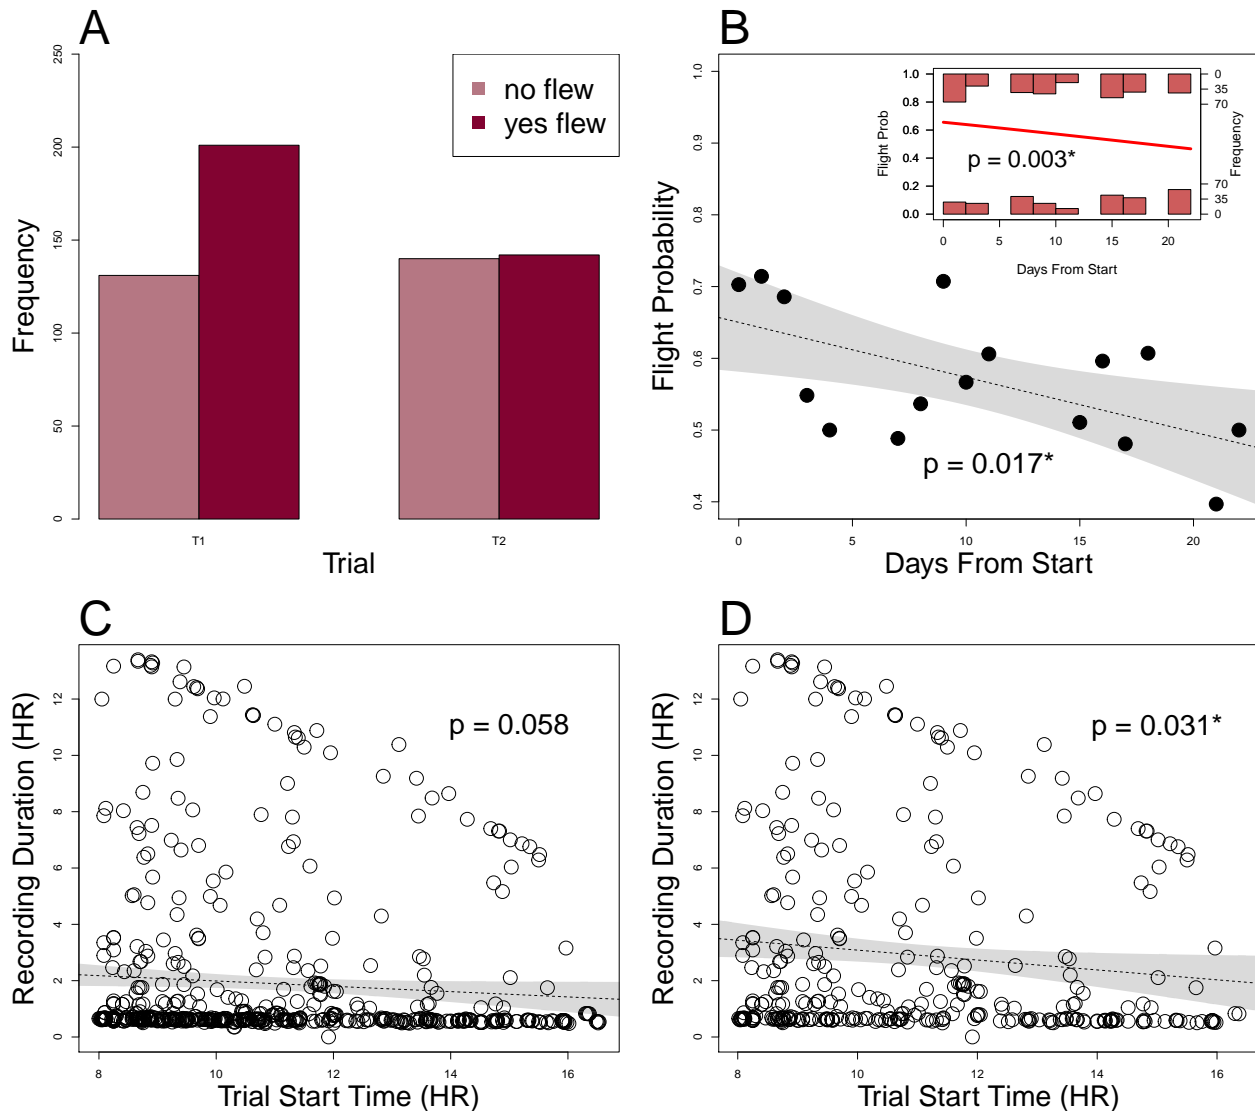 A
250
200
150
100
50
0
Frequency
no flew
yes flew
T1
T2
Trial
B
1.0
0.9
0.8
0.7
0.6
0.5
0.4
Flight Probability
1.0
0.8
0.6
0.4
0.2
0.0
Flight Prob
0
35
70
70
35
0
Frequency
p = 0.003*
0
5
10
15
20
Days From Start
p = 0.017*
0
5
10
15
20
Days From Start
C
12
10
8
6
4
2
0
Recording Duration (HR)
p = 0.058
8
10
12
14
16
Trial Start Time (HR)
D
12
10
8
6
4
2
0
Recording Duration (HR)
p = 0.031*
8
10
12
14
16
Trial Start Time (HR)